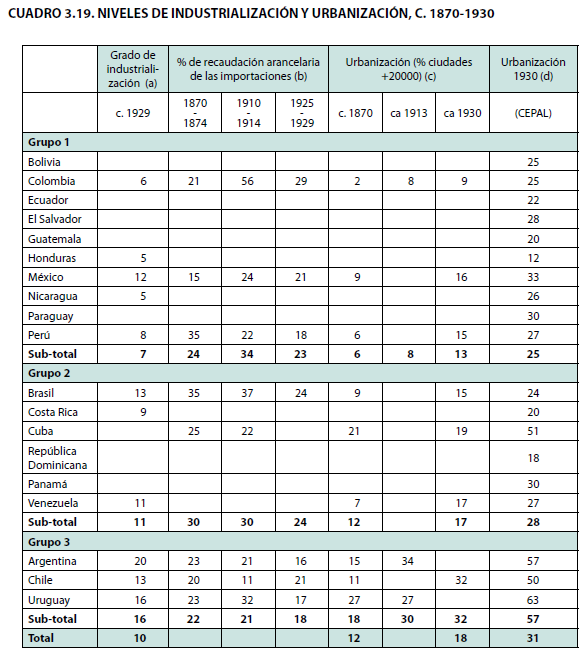 CUADRO 3.19. NIVELES DE INDUSTRIALIZACIÓN Y URBANIZACIÓN, C. 1870-1930
Grado de industriali- zación (a) % de recaudación arancelaria de las importaciones (b) Urbanización (% ciudades +20000) (c) Urbanización 1930 (d)
c. 1929 1870 - 1874 1910 - 1914 1925 - 1929 c. 1870 ca 1913 ca 1930 (CEPAL)
Grupo 1
Bolivia 25
Colombia 6 21 56 29 2 8 9 25
Ecuador 22
El Salvador 28
Guatemala 20
Honduras 5 12
México 12 15 24 21 9 16 33
Nicaragua 5 26
Paraguay 30
Perú 8 35 22 18 6 15 27
Sub-total 7 24 34 23 6 8 13 25
Grupo 2
Brasil 13 35 37 24 9 15 24
Costa Rica 9 20
Cuba 25 22 21 19 51
República Dominicana 18
Panamá 30
Venezuela 11 7 17 27
Sub-total 11 30 30 24 12 17 28
Grupo 3
Argentina 20 23 21 16 15 34 57
Chile 13 20 11 21 11 32 50
Uruguay 16 23 32 17 27 27 63
Sub-total 16 22 21 18 18 30 32 57
Total 10 12 18 31